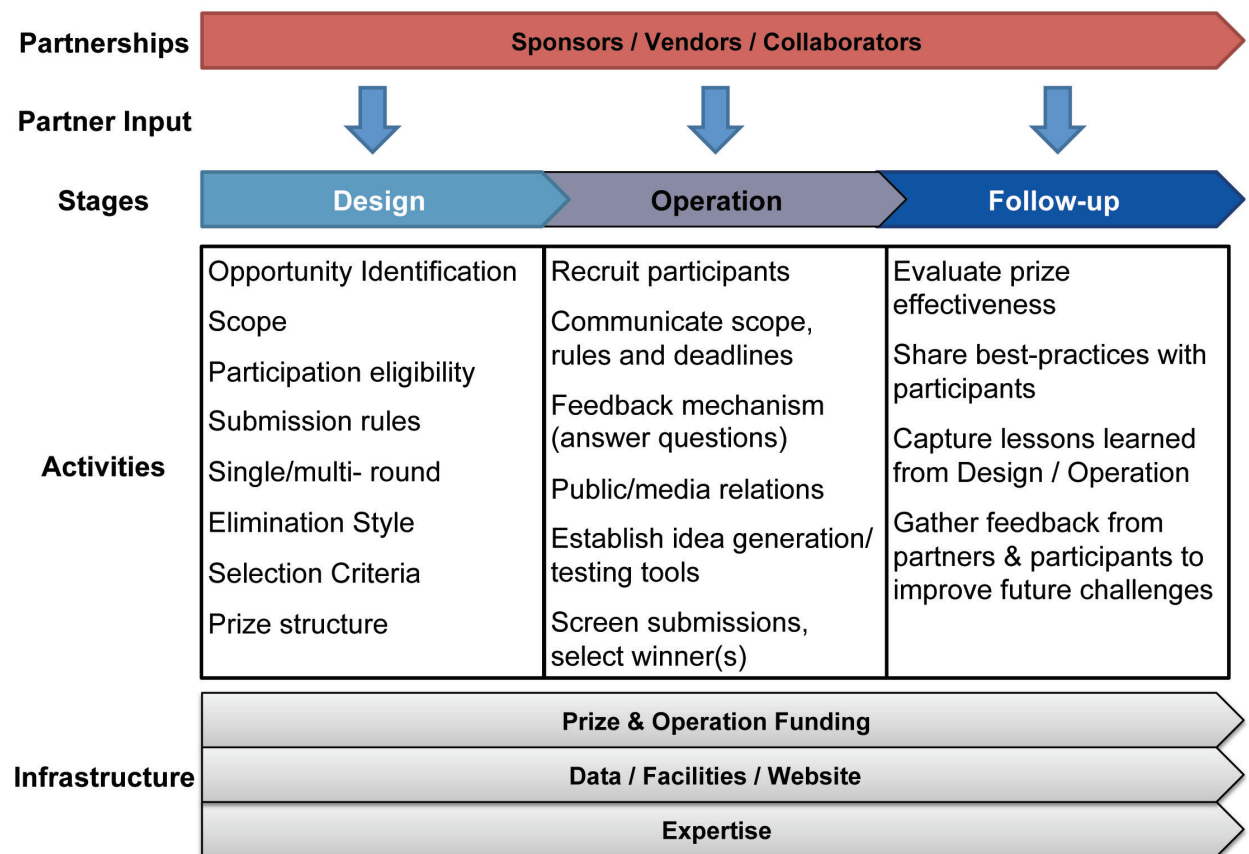 Partnerships
Sponsors / Vendors / Collaborators
Partner Input
Stages
Design
Operation
Follow-up
Activities
Opportunity Identification
Scope
Participation eligibility
Submission rules
Single/multi- round
Elimination Style
Selection Criteria
Prize structure
Recruit participants
Communicate scope,
rules and deadlines
Feedback mechanism
(answer questions)
Public/media relations
Establish idea generation/
testing tools
Screen submissions,
select winner(s)
Evaluate prize
effectiveness
Share best-practices with
participants
Capture lessons learned
from Design / Operation
Gather feedback from
partners & participants to
improve future challenges
Infrastructure
Prize & Operation Funding
Data / Facilities / Website
Expertise